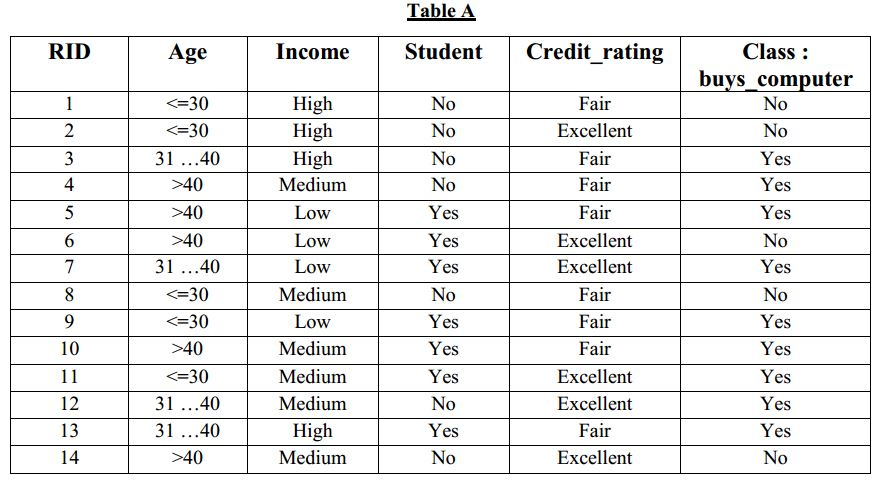 Table A
RID Age Income Student Credit_rating Class :
buys_computer
1 <=30 High No Fair No
2 <=30 High No Excellent No
3 31 …40 High No Fair Yes
4 >40 Medium No Fair Yes
5 >40 Low Yes Fair Yes
6 >40 Low Yes Excellent No
7 31 …40 Low Yes Excellent Yes
8 <=30 Medium No Fair No
9 <=30 Low Yes Fair Yes
10 >40 Medium Yes Fair Yes
11 <=30 Medium Yes Excellent Yes
12 31 …40 Medium No Excellent Yes
13 31 …40 High Yes Fair Yes
14 >40 Medium No Excellent No